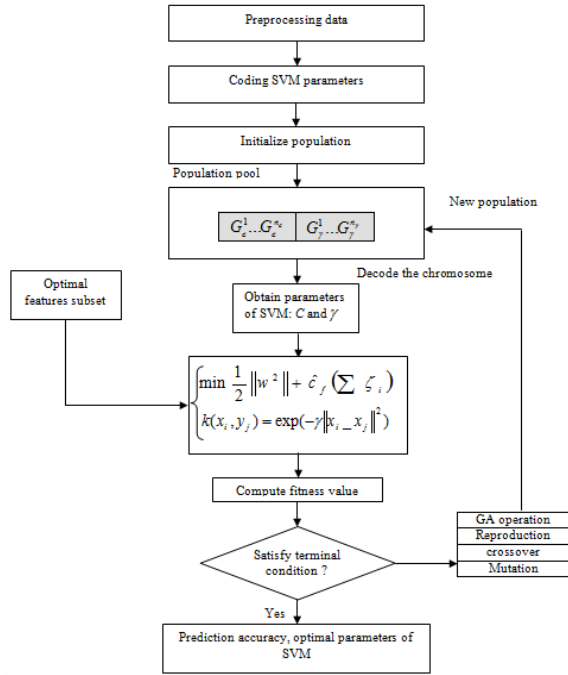 Preprocessing data
Coding SVM parameters
Initialize population
Population pool
New population
G_c^1...G_c^{n_c} G_γ^1...G_γ^{n_γ}
Decode the chromosome
Optimal
features subset
Obtain parameters
of SVM: C and γ
min 1/2 ||w^2|| + ĉ_f (∑ ζ_i)
k(x_i, y_j) = exp(-γ||x_i _ x_j||^2)
Compute fitness value
Satisfy terminal
condition ?
GA operation
Reproduction
crossover
Mutation
Yes
Prediction accuracy, optimal parameters of
SVM